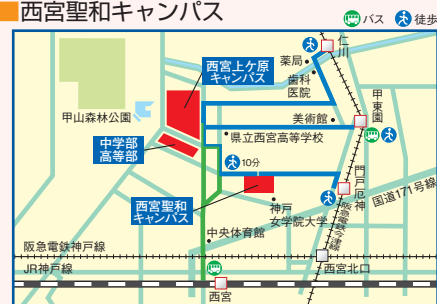 西宮聖和キャンパス
バス 徒歩
仁川
薬局
歯科
医院
西宮上ケ原
キャンパス
甲東園
甲山森林公園
美術館
県立西宮高等学校
中学部
高等部
10分
門戸厄神
国道171号線
西宮聖和
キャンパス
神戸
女学院大学
阪急電鉄今津線
中央体育館
阪急電鉄神戸線
西宮北口
JR神戸線
西宮